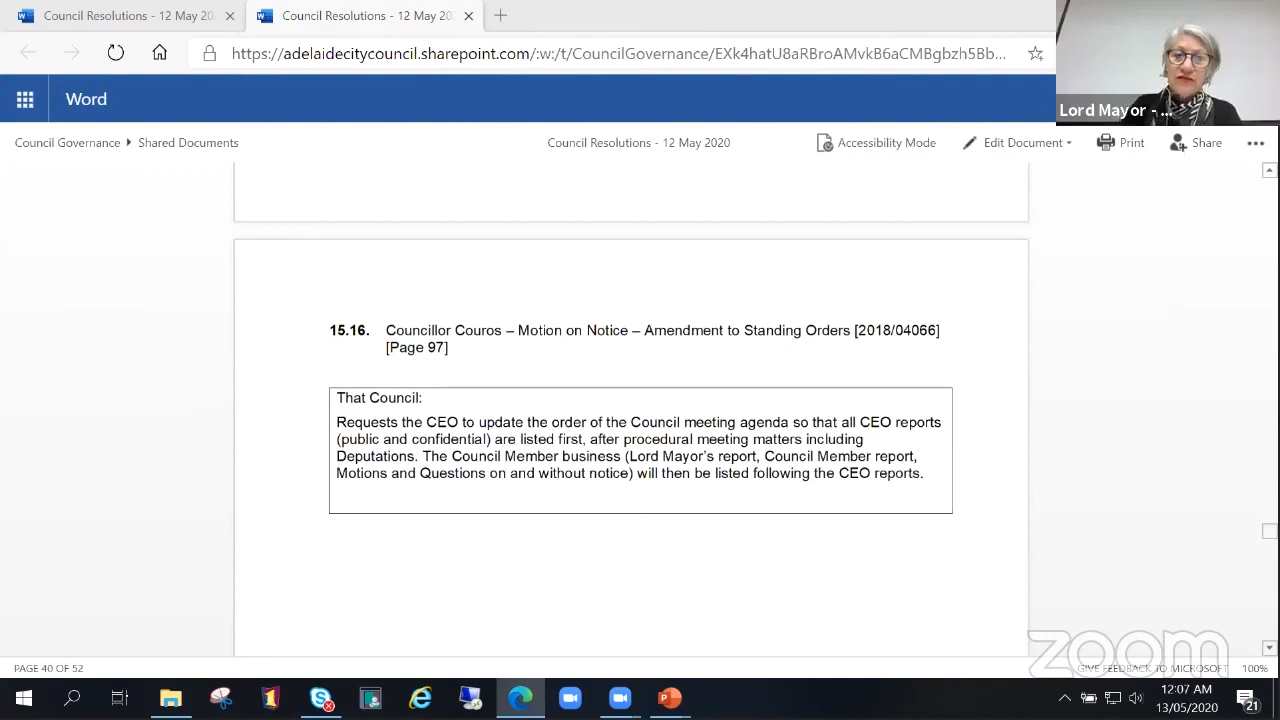 Council Resolutions - 12 May 20.
Council Resolutions - 12 May 202
https://adelaidecitycouncil.sharepoint.com/:w:/t/CouncilGovernance/EXk4hatU8aRBroAMvkB6aCMBgbzh5Bb...
Lord Mayor - ...
Word
Council Governance Shared Documents
Council Resolutions - 12 May 2020
Accessibility Mode
Edit Document
Print
Share
15.16. Councillor Couros – Motion on Notice – Amendment to Standing Orders [2018/04066]
[Page 97]
That Council:
Requests the CEO to update the order of the Council meeting agenda so that all CEO reports
(public and confidential) are listed first, after procedural meeting matters including
Deputations. The Council Member business (Lord Mayor's report, Council Member report,
Motions and Questions on and without notice) will then be listed following the CEO reports.
zoom
PAGE 40 OF 52
GIVE FEEDBACK TO MICROSOFT
100%
12:07 AM
13/05/2020
21